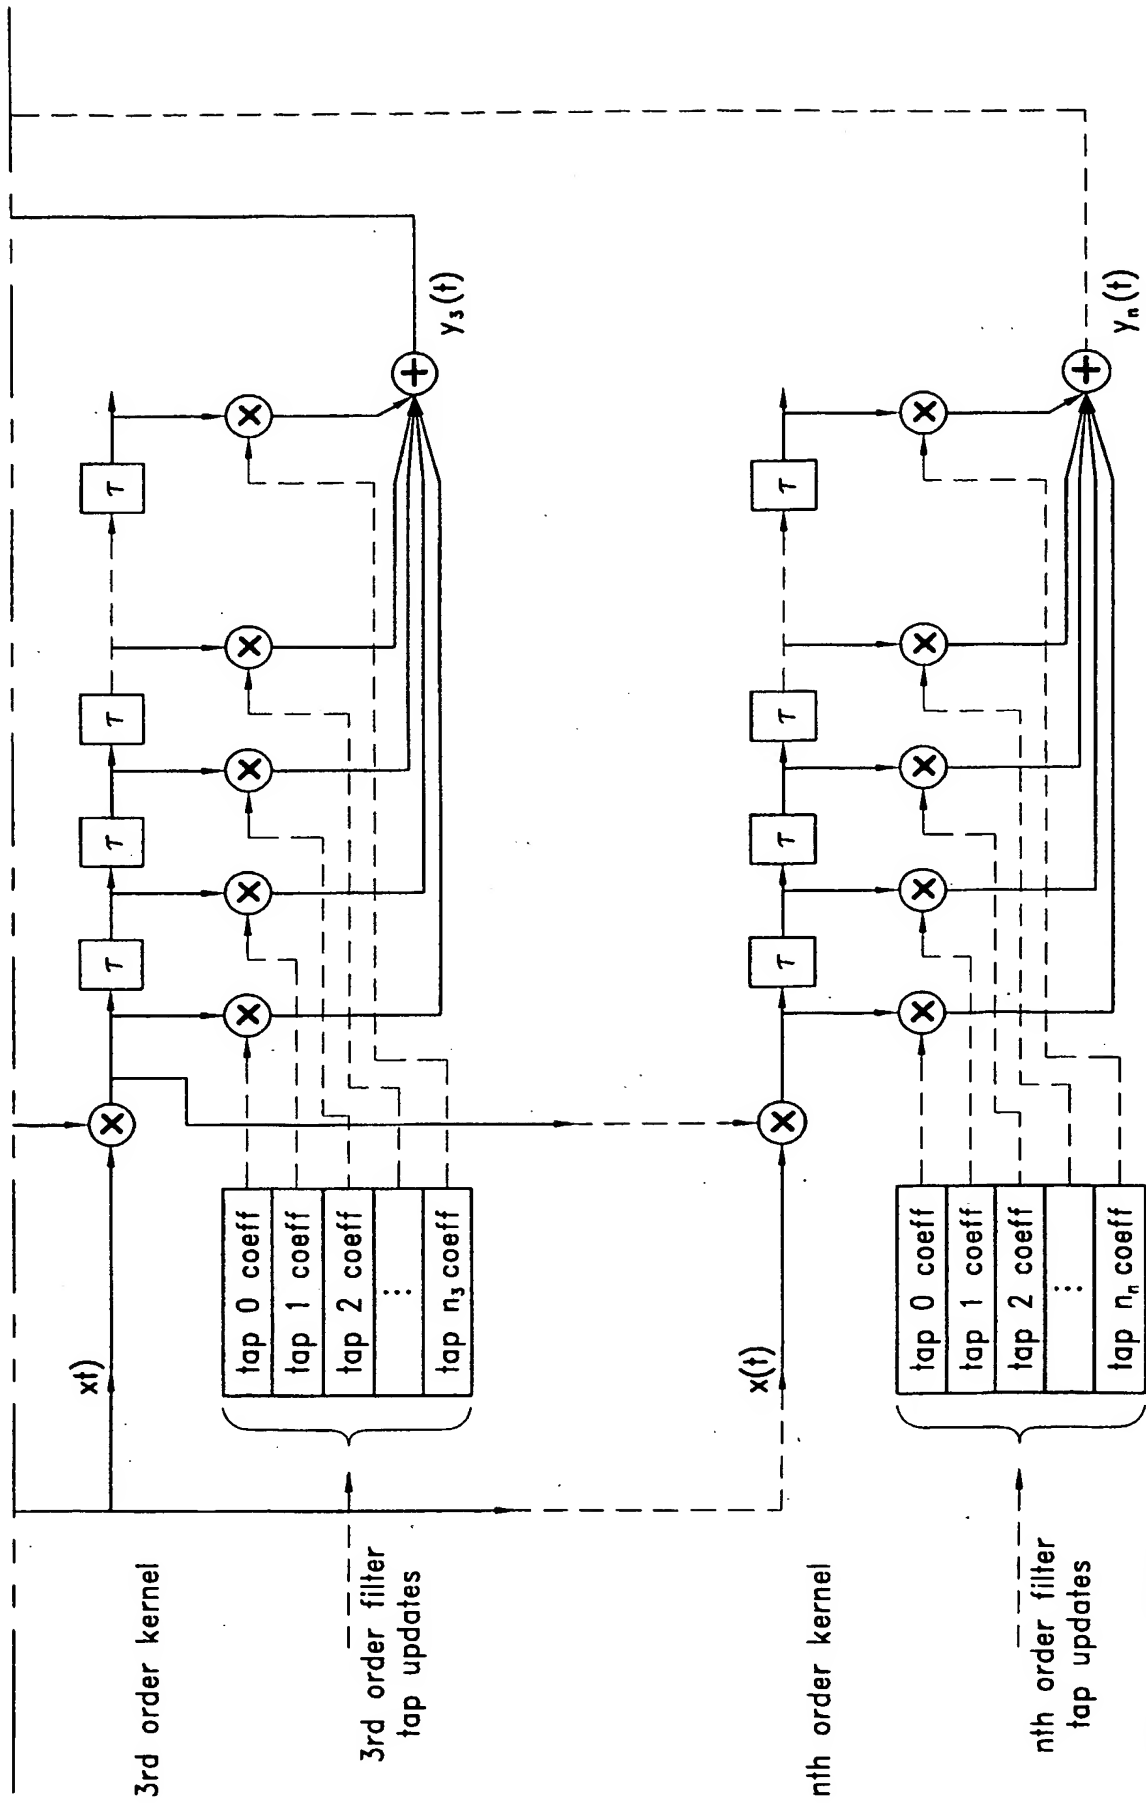 3rd order kernel
xt)
τ
τ
τ
τ
3rd order filter
tap updates
tap 0 coeff
tap 1 coeff
tap 2 coeff
...
tap n₃ coeff
y₃(t)
nth order kernel
x(t)
τ
τ
τ
τ
nth order filter
tap updates
tap 0 coeff
tap 1 coeff
tap 2 coeff
...
tap nₙ coeff
yₙ(t)